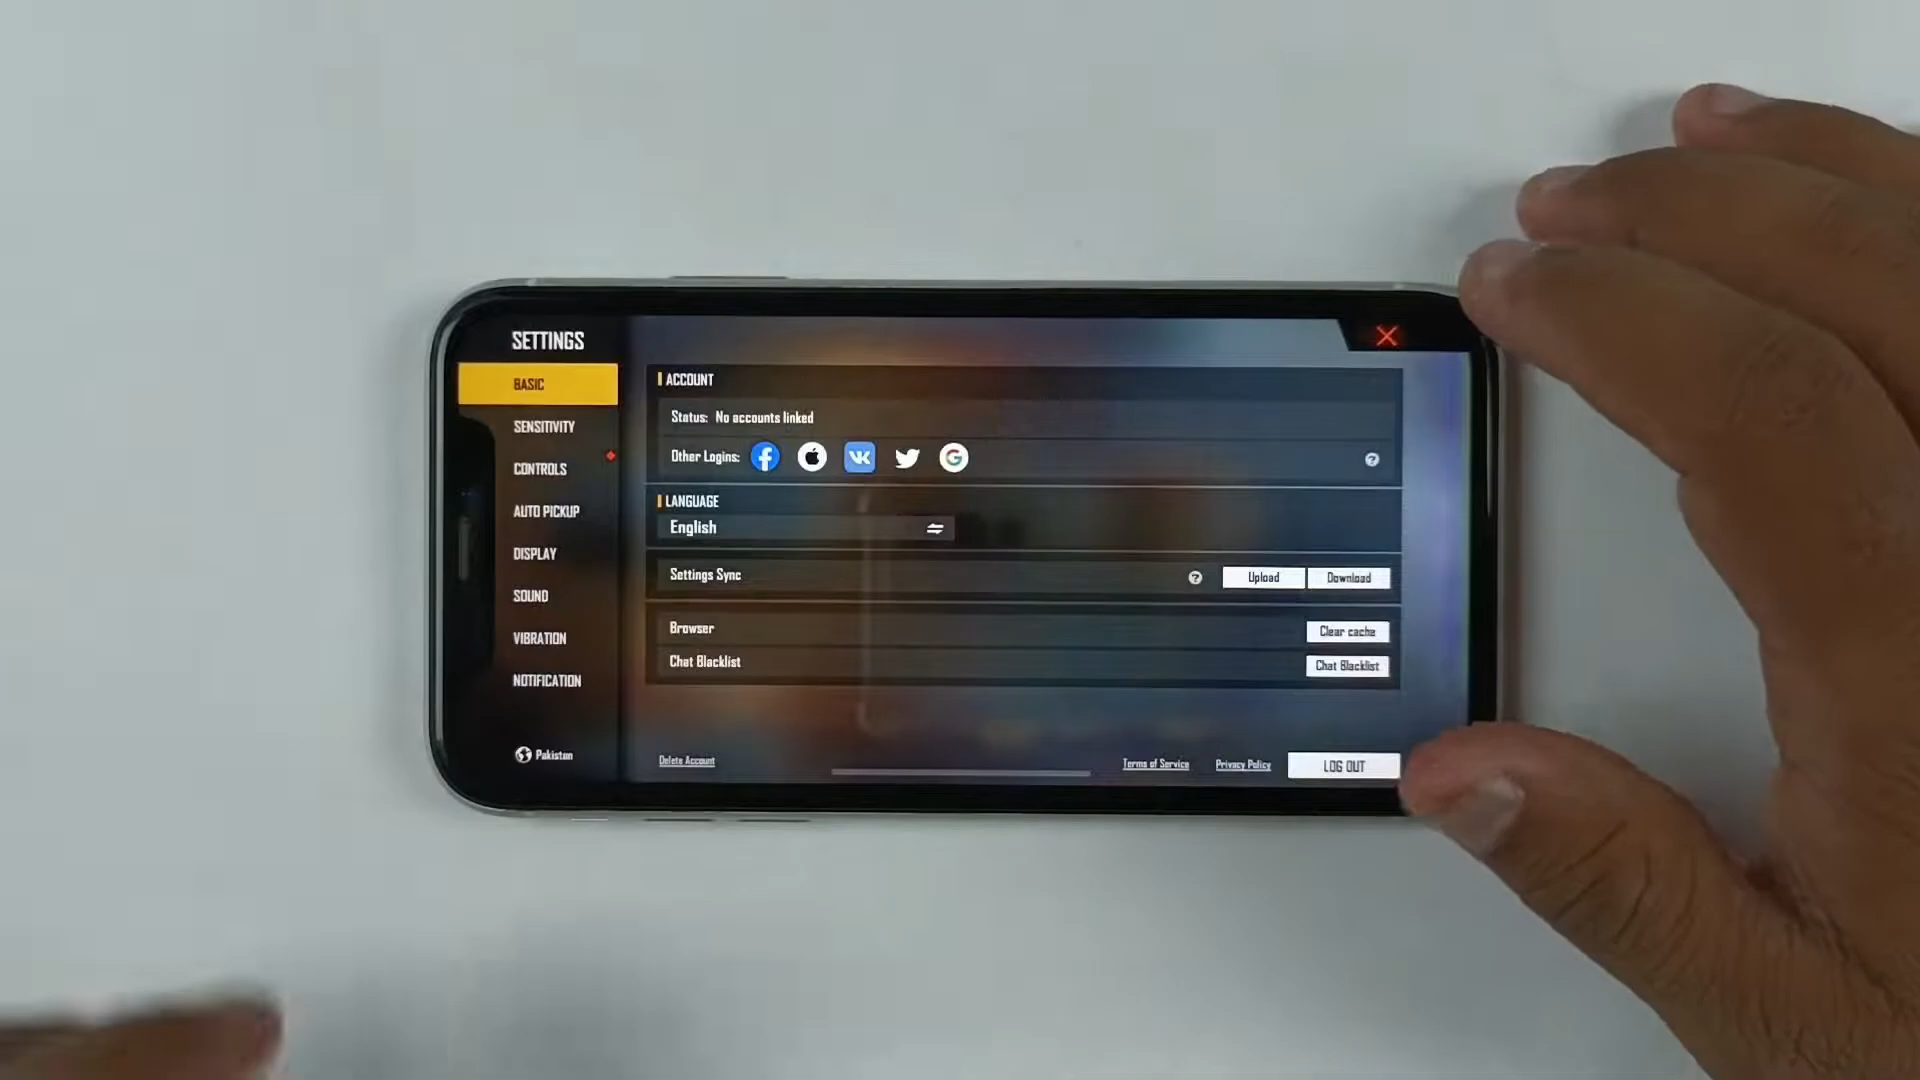 SETTINGS
BASIC
SENSITIVITY
CONTROLS
AUTO PICKUP
DISPLAY
SOUND
VIBRATION
NOTIFICATION
Pakistan
ACCOUNT
Status: No accounts linked
Other Logins:
LANGUAGE
English
Settings Sync
Upload
Download
Browser
Clear cache
Chat Blacklist
Chat Blacklist
Delete Account
Terms of Service
Privacy Policy
LOG OUT